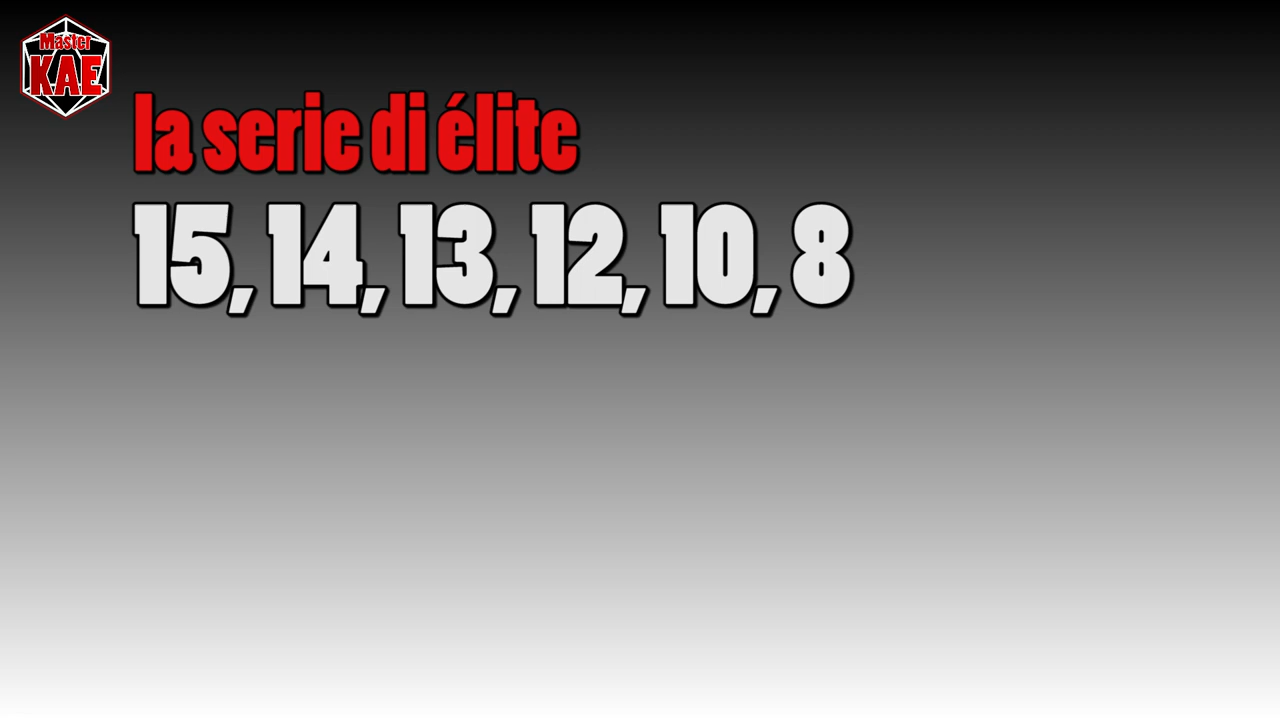 Master
KAE
la serie di élite
15, 14, 13, 12, 10, 8